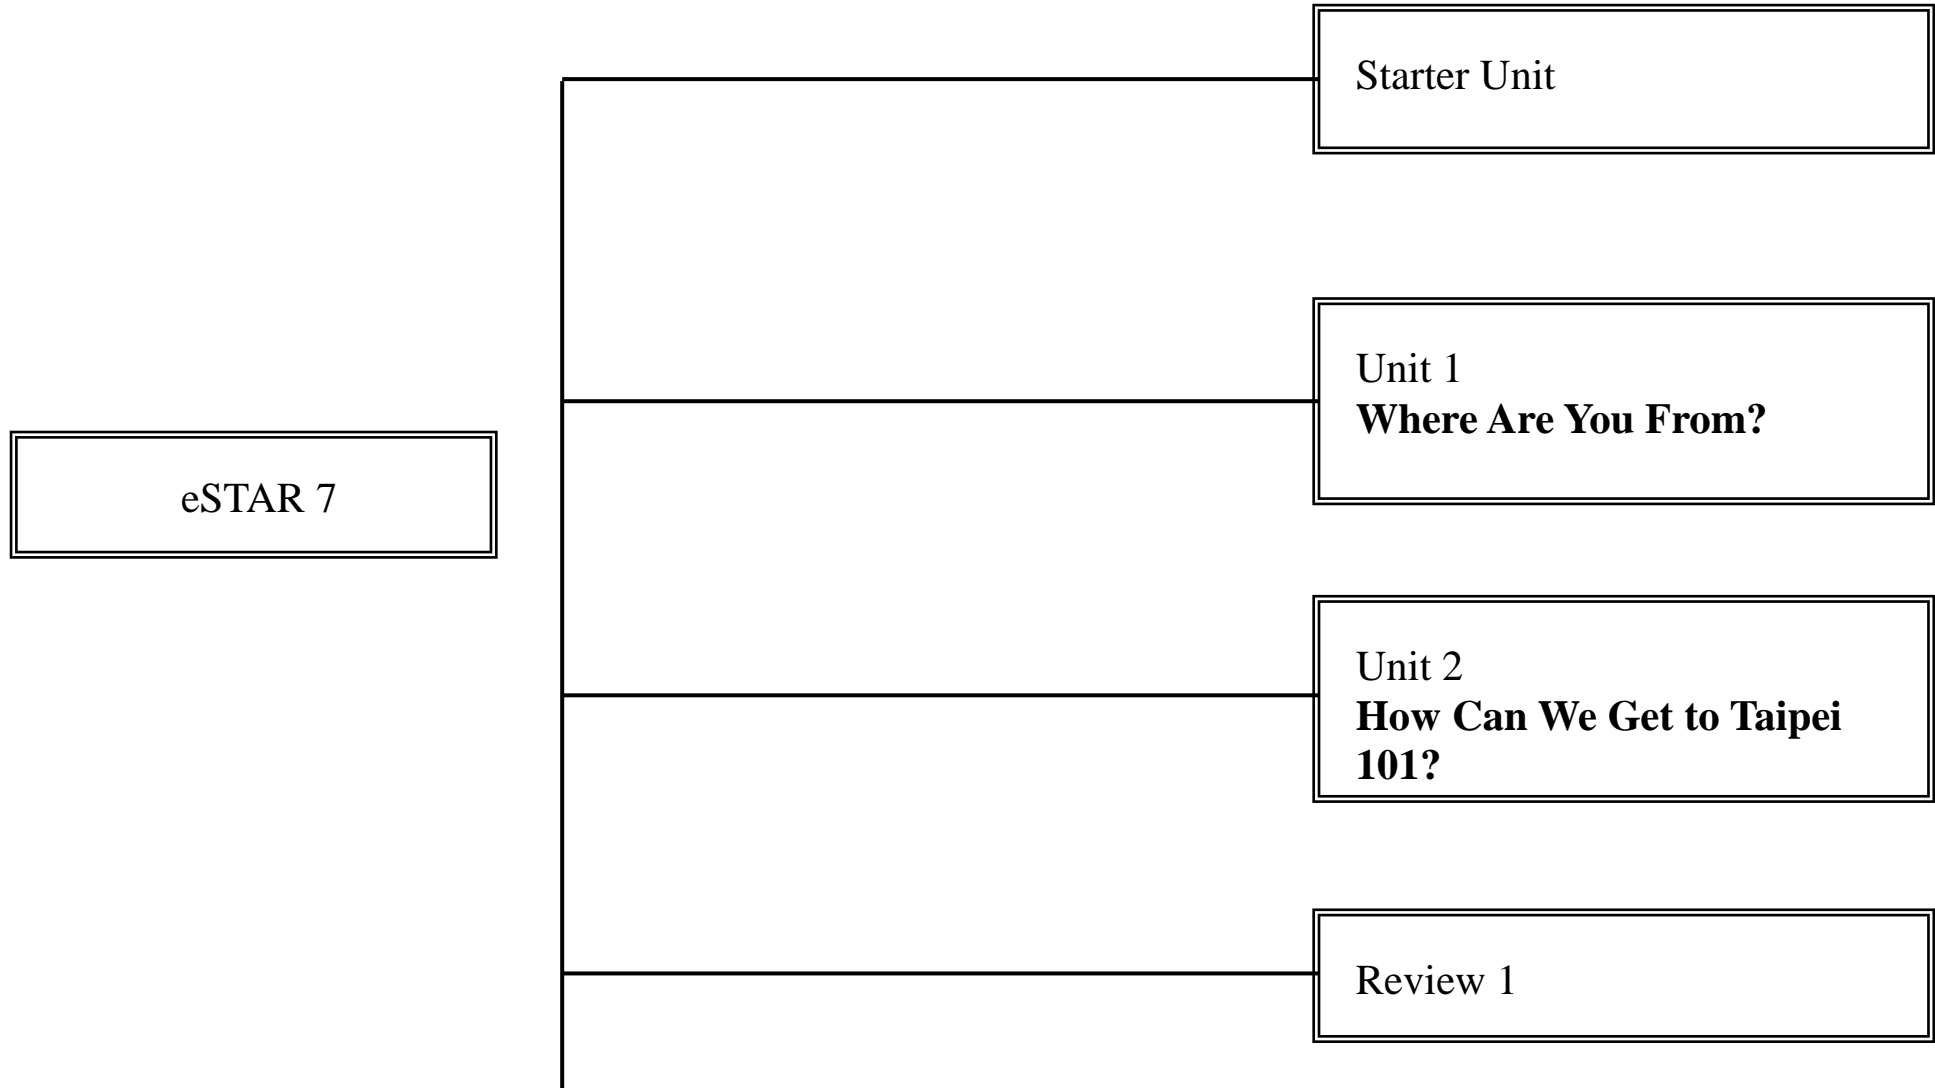 Starter Unit
Unit 1
Where Are You From?
eSTAR 7
Unit 2
How Can We Get to Taipei
101?
Review 1